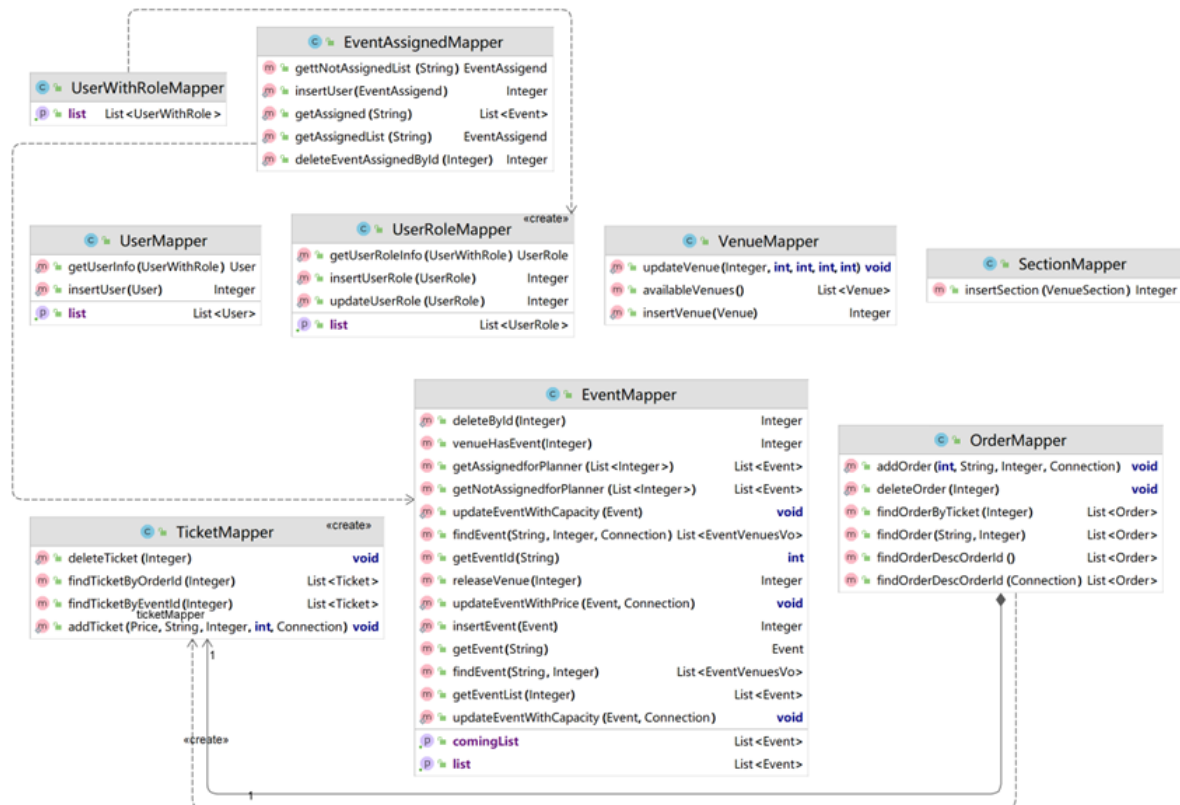 EventAssignedMapper
gettNotAssignedList (String) EventAssigend
insertUser(EventAssigend) Integer
getAssigned (String) List<Event>
getAssignedList (String) EventAssigend
deleteEventAssignedById (Integer) Integer
UserWithRoleMapper
list List<UserWithRole>
UserMapper
getUserInfo (UserWithRole) User
insertUser(User) Integer
list List<User>
«create»
UserRoleMapper
getUserRoleInfo (UserWithRole) UserRole
insertUserRole (UserRole) Integer
updateUserRole (UserRole) Integer
list List<UserRole>
VenueMapper
updateVenue(Integer, int, int, int, int) void
availableVenues() List<Venue>
insertVenue(Venue) Integer
SectionMapper
insertSection (VenueSection) Integer
EventMapper
deleteById (Integer) Integer
venueHasEvent(Integer) Integer
getAssignedforPlanner (List<Integer>) List<Event>
getNotAssignedforPlanner (List<Integer>) List<Event>
updateEventWithCapacity (Event) void
findEvent(String, Integer, Connection) List<EventVenuesVo>
getEventId(String) int
releaseVenue(Integer) Integer
updateEventWithPrice (Event, Connection) void
insertEvent(Event) Integer
getEvent(String) Event
findEvent(String, Integer) List<EventVenuesVo>
getEventList (Integer) List<Event>
updateEventWithCapacity (Event, Connection) void
comingList List<Event>
list List<Event>
OrderMapper
addOrder(int, String, Integer, Connection) void
deleteOrder(Integer) void
findOrderByTicket(Integer) List<Order>
findOrder(String, Integer) List<Order>
findOrderDescOrderId () List<Order>
findOrderDescOrderId (Connection) List<Order>
«create»
TicketMapper
deleteTicket (Integer) void
findTicketByOrderId (Integer) List<Ticket>
findTicketByEventId (Integer) List<Ticket>
ticketMapper
addTicket(Price, String, Integer, int, Connection) void
1
«create»
1